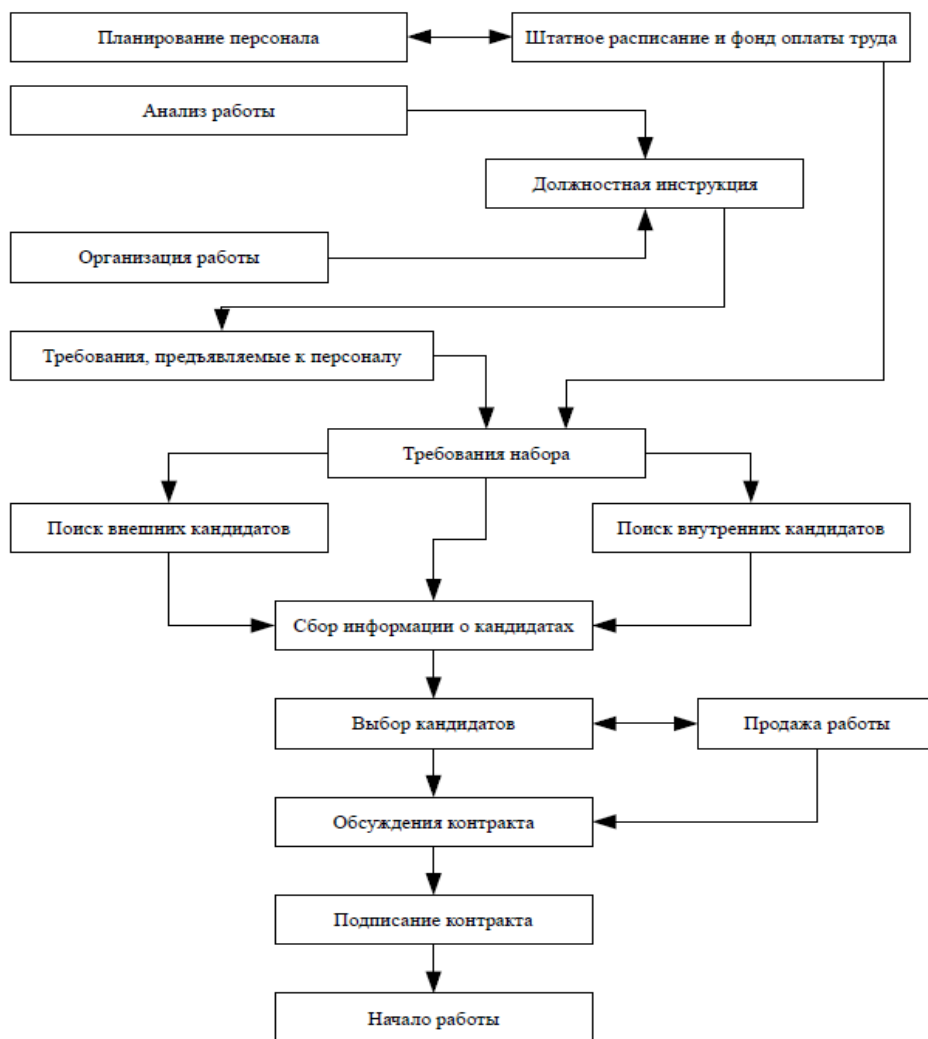 Планирование персонала
Штатное расписание и фонд оплаты труда
Анализ работы
Должностная инструкция
Организация работы
Требования, предъявляемые к персоналу
Требования набора
Поиск внешних кандидатов
Поиск внутренних кандидатов
Сбор информации о кандидатах
Выбор кандидатов
Продажа работы
Обсуждения контракта
Подписание контракта
Начало работы